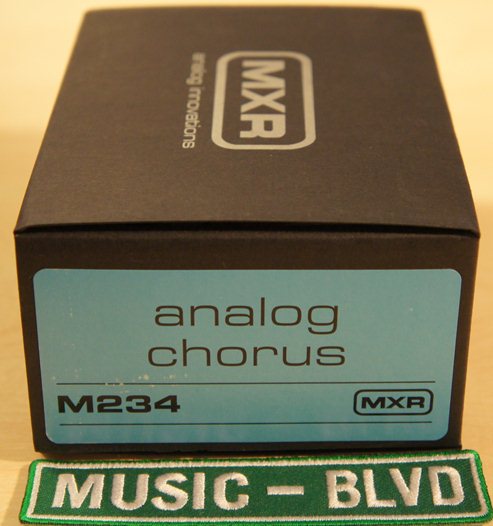 MXR
analog innovations
analog
chorus
M234
MXR
MUSIC - BLVD